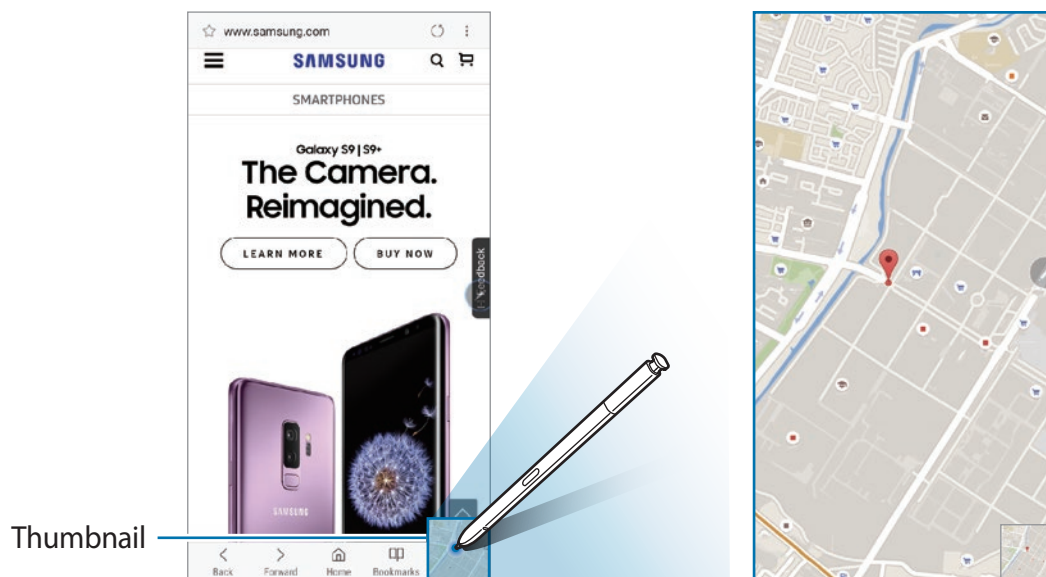 www.samsung.com
SAMSUNG
SMARTPHONES
Galaxy S9 | S9+
The Camera.
Reimagined.
LEARN MORE
BUY NOW
Feedback
SAMSUNG
Thumbnail
Back
Forward
Home
Bookmarks